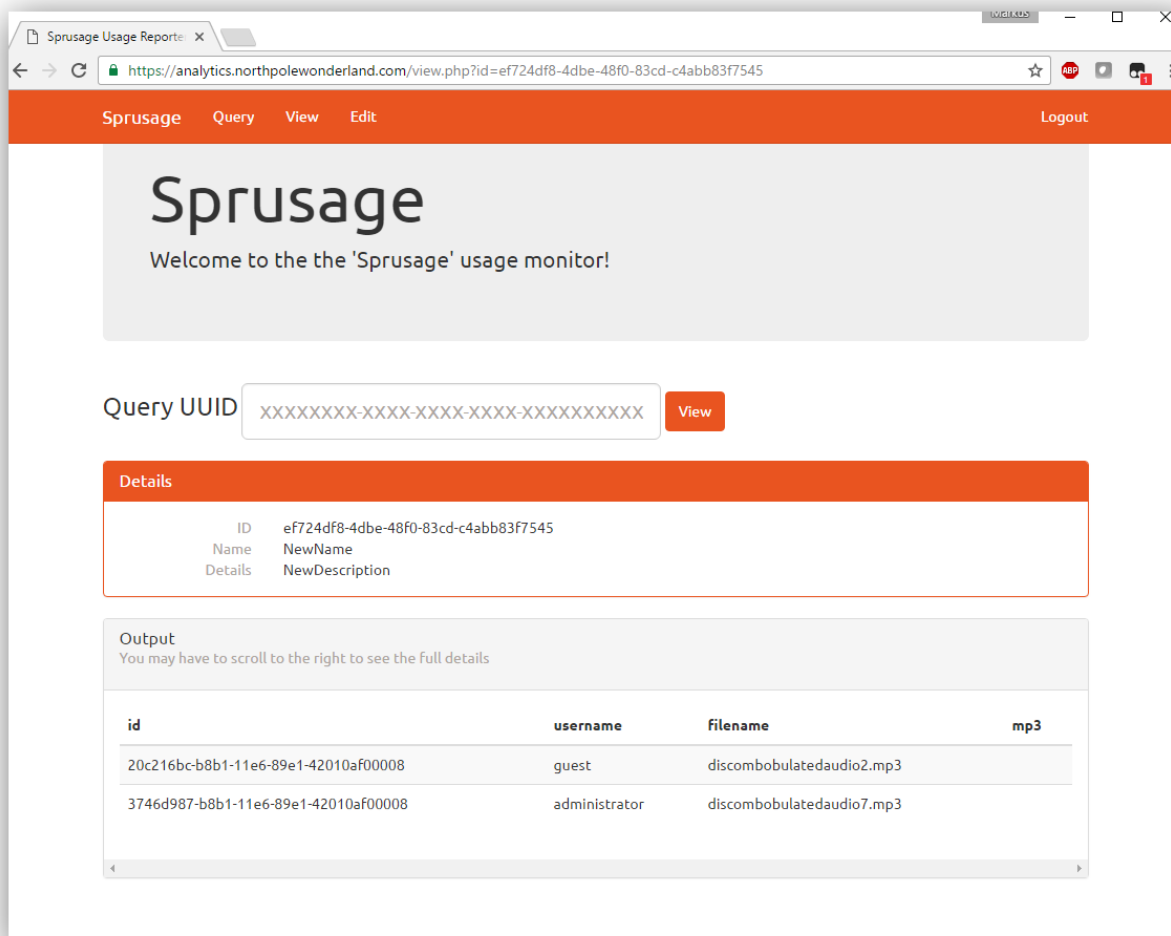 Markus
Sprusage Usage Reporte
https://analytics.northpolewonderland.com/view.php?id=ef724df8-4dbe-48f0-83cd-c4abb83f7545
ABP
1
Sprusage Query View Edit Logout
Sprusage
Welcome to the the 'Sprusage' usage monitor!
Query UUID XXXXXXXX-XXXX-XXXX-XXXX-XXXXXXXXXX View
Details
ID ef724df8-4dbe-48f0-83cd-c4abb83f7545
Name NewName
Details NewDescription
Output
You may have to scroll to the right to see the full details
id username filename mp3
20c216bc-b8b1-11e6-89e1-42010af00008 guest discombobulatedaudio2.mp3
3746d987-b8b1-11e6-89e1-42010af00008 administrator discombobulatedaudio7.mp3